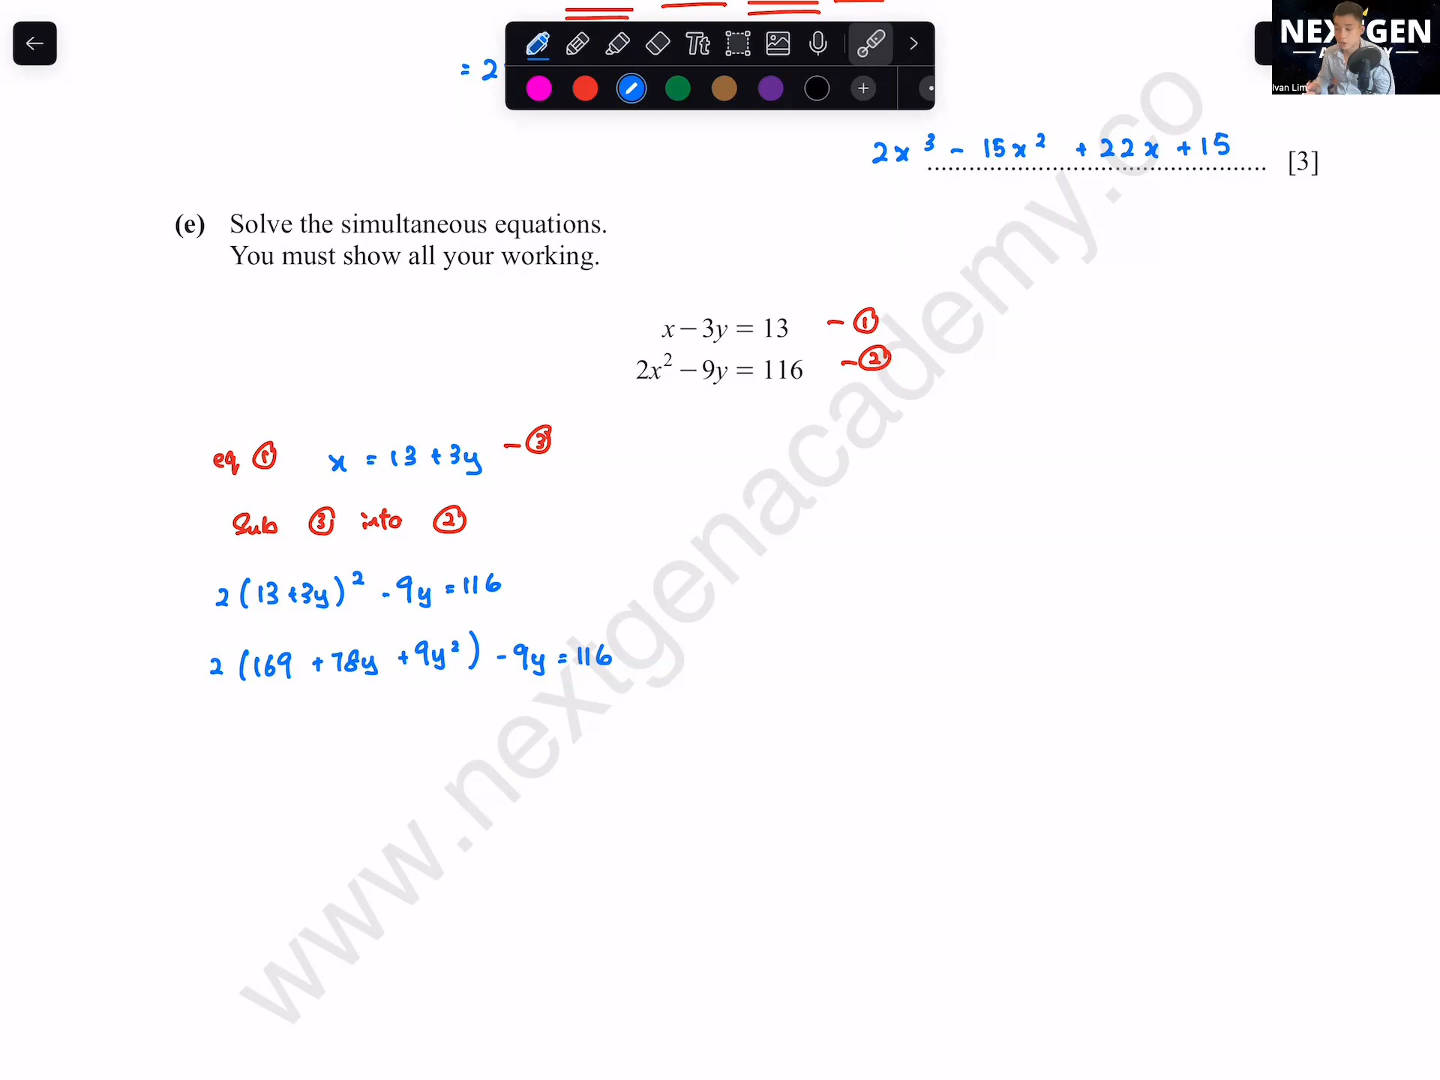 = 2
Tt
NEXTGEN
Ivan Lim
2x³ - 15x² + 22x + 15
[3]
(e) Solve the simultaneous equations.
You must show all your working.
x − 3y = 13 - ①
2x² − 9y = 116 - ②
eq ① x = 13 + 3y - ③
Sub ③ into ②
2(13 + 3y)² - 9y = 116
2(169 + 78y + 9y²) - 9y = 116
www.nextgenacademy.co